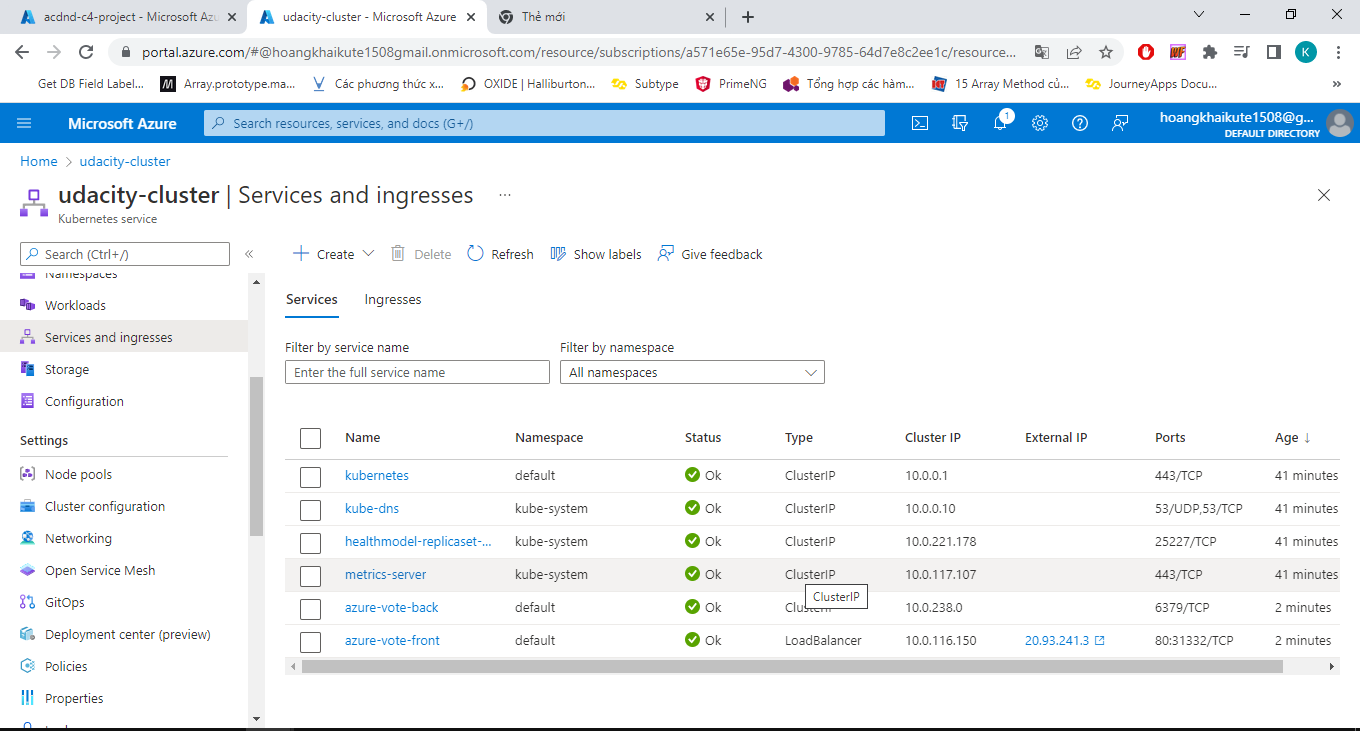 acdnd-c4-project - Microsoft Azu
udacity-cluster - Microsoft Azure
Thẻ mới
portal.azure.com/#@hoangkhaikute1508gmail.onmicrosoft.com/resource/subscriptions/a571e65e-95d7-4300-9785-64d7e8c2ee1c/resource...
K
Get DB Field Label...
Array.prototype.ma...
Các phương thức x...
OXIDE | Halliburton...
Subtype
PrimeNG
Tổng hợp các hàm...
15 Array Method củ...
JourneyApps Docu...
»
Microsoft Azure
Search resources, services, and docs (G+/)
1
hoangkhaikute1508@g...
DEFAULT DIRECTORY
Home > udacity-cluster
udacity-cluster | Services and ingresses ...
Kubernetes service
Search (Ctrl+/)
«
Create
Delete
Refresh
Show labels
Give feedback
Namespaces
Workloads
Services and ingresses
Storage
Configuration
Settings
Node pools
Cluster configuration
Networking
Open Service Mesh
GitOps
Deployment center (preview)
Policies
Properties
Services
Ingresses
Filter by service name
Filter by namespace
Enter the full service name
All namespaces
Name Namespace Status Type Cluster IP External IP Ports Age ↓
kubernetes default Ok ClusterIP 10.0.0.1 443/TCP 41 minutes
kube-dns kube-system Ok ClusterIP 10.0.0.10 53/UDP,53/TCP 41 minutes
healthmodel-replicaset-... kube-system Ok ClusterIP 10.0.221.178 25227/TCP 41 minutes
metrics-server kube-system Ok ClusterIP 10.0.117.107 443/TCP 41 minutes
ClusterIP
azure-vote-back default Ok ClusterIP 10.0.238.0 6379/TCP 2 minutes
azure-vote-front default Ok LoadBalancer 10.0.116.150 20.93.241.3 80:31332/TCP 2 minutes